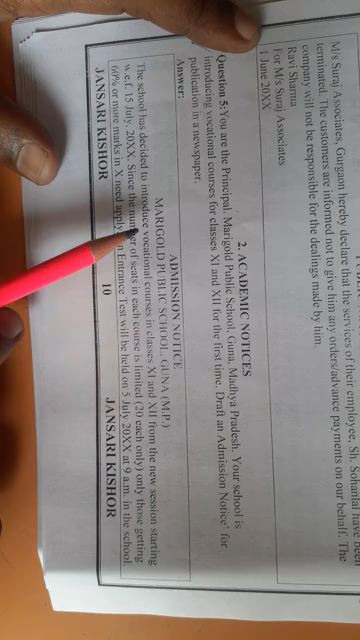 M/s Suraj Associates, Gurgaon hereby declare that the services of their employee, Sh. Sohanlal have been
terminated. The customers are informed not to give him any orders/advance payments on our behalf. The
company will not be responsible for the dealings made by him.
Ravi Sharma
For M/s Suraj Associates
1 June 20XX
2. ACADEMIC NOTICES
Question 5: You are the Principal, Marigold Public School, Guna, Madhya Pradesh. Your school is
introducing vocational courses for classes XI and XII for the first time. Draft an Admission Notice' for
publication in a newspaper.
Answer:
ADMISSION NOTICE
MARIGOLD PUBLIC SCHOOL, GUNA (M.P.)
The school has decided to introduce vocational courses in classes XI and XII from the new session starting
w.e.f. 15 July, 20XX. Since the number of seats in each course is limited (20 each only) only those getting
60% or more marks in X need apply. Entrance Test will be held on 5 July 20XX at 9 a.m. in the school.
JANSARI KISHOR 10 JANSARI KISHOR